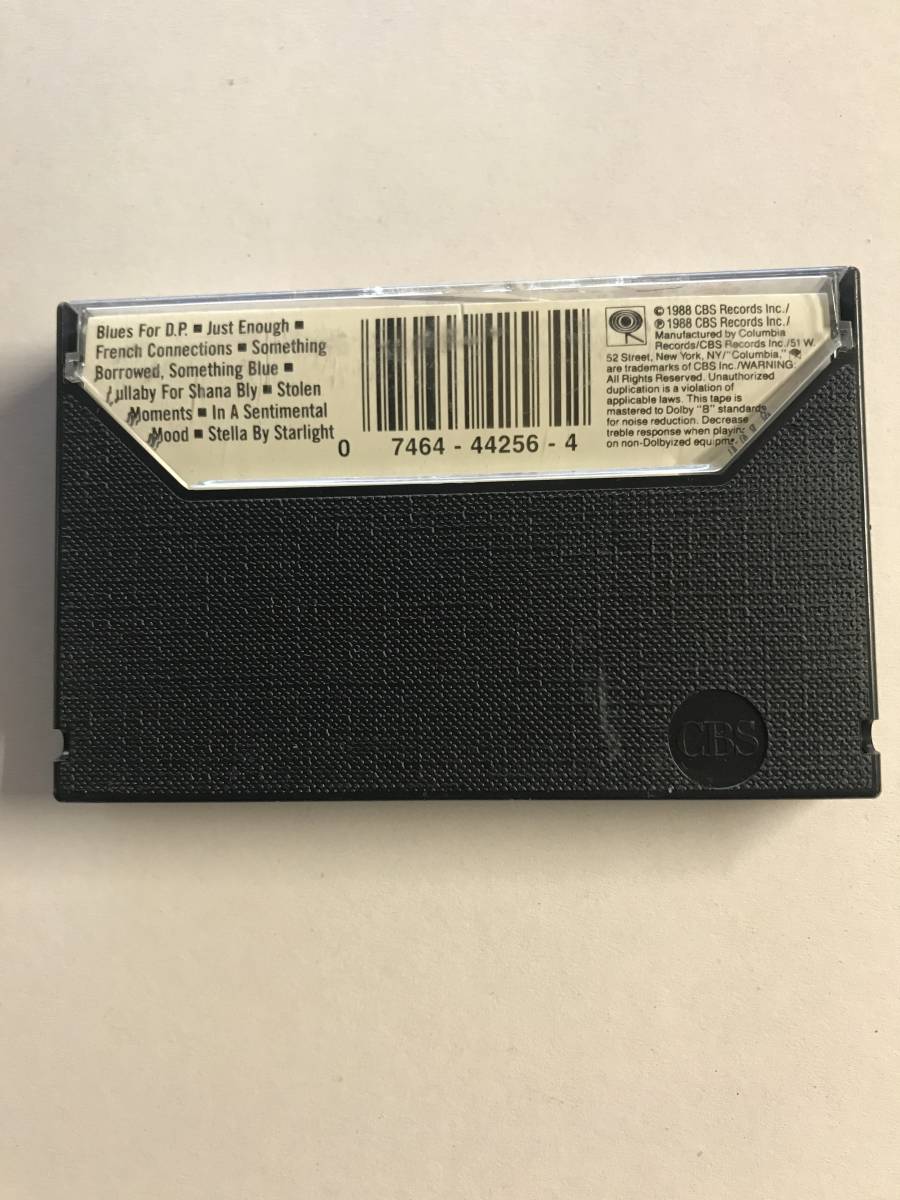 Blues For D.P. ▪ Just Enough ▪
French Connections ▪ Something
Borrowed, Something Blue ▪
Lullaby For Shana Bly ▪ Stolen
Moments ▪ In A Sentimental
Mood ▪ Stella By Starlight
0 7464 - 44256 - 4
© 1988 CBS Records Inc./
℗ 1988 CBS Records Inc./
Manufactured by Columbia
Records/CBS Records Inc./51 W.
52 Street, New York, NY/"Columbia,"
are trademarks of CBS Inc./WARNING:
All Rights Reserved. Unauthorized
duplication is a violation of
applicable laws. This tape is
mastered to Dolby "B" standards
for noise reduction. Decrease
treble response when playing
on non-Dolbyized equipm
CBS